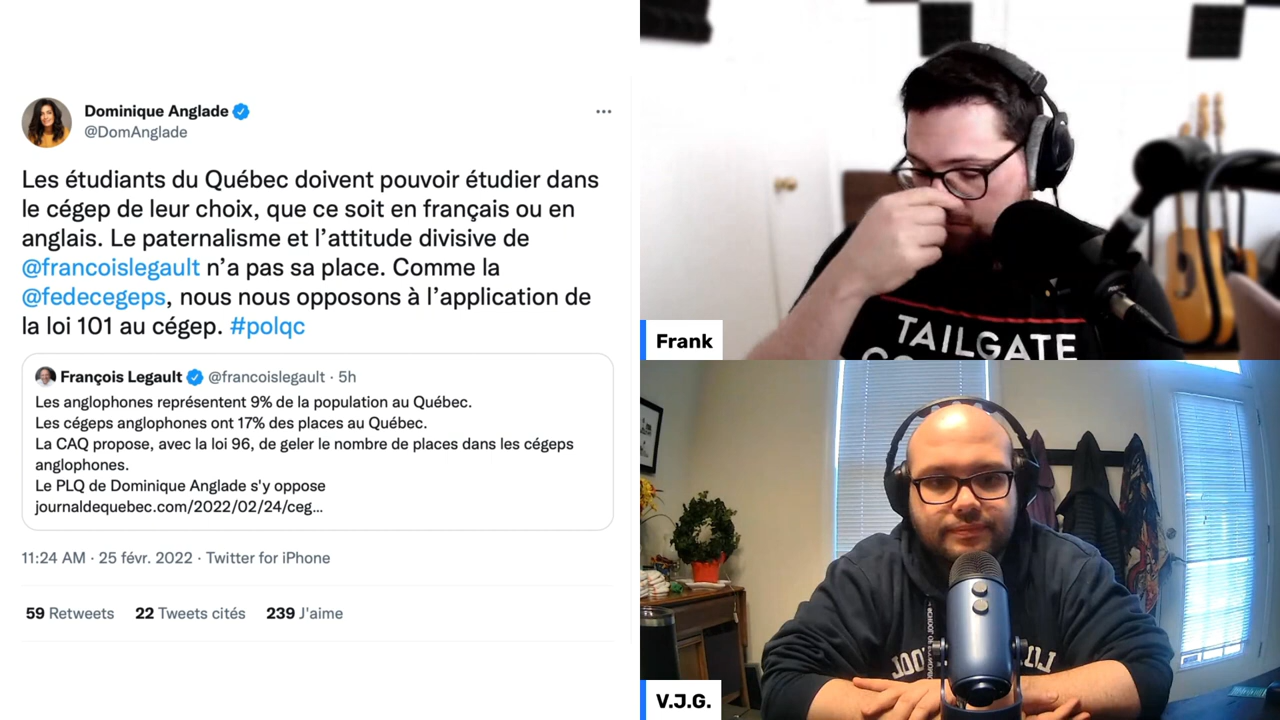 Dominique Anglade
@DomAnglade
Les étudiants du Québec doivent pouvoir étudier dans
le cégep de leur choix, que ce soit en français ou en
anglais. Le paternalisme et l’attitude divisive de
@francoislegault n’a pas sa place. Comme la
@fedecegeps, nous nous opposons à l’application de
la loi 101 au cégep. #polqc
François Legault @francoislegault · 5h
Les anglophones représentent 9% de la population au Québec.
Les cégeps anglophones ont 17% des places au Québec.
La CAQ propose, avec la loi 96, de geler le nombre de places dans les cégeps
anglophones.
Le PLQ de Dominique Anglade s'y oppose
journaldequebec.com/2022/02/24/ceg...
11:24 AM · 25 févr. 2022 · Twitter for iPhone
59 Retweets 22 Tweets cités 239 J'aime
TAILGATE
Frank
V.J.G.